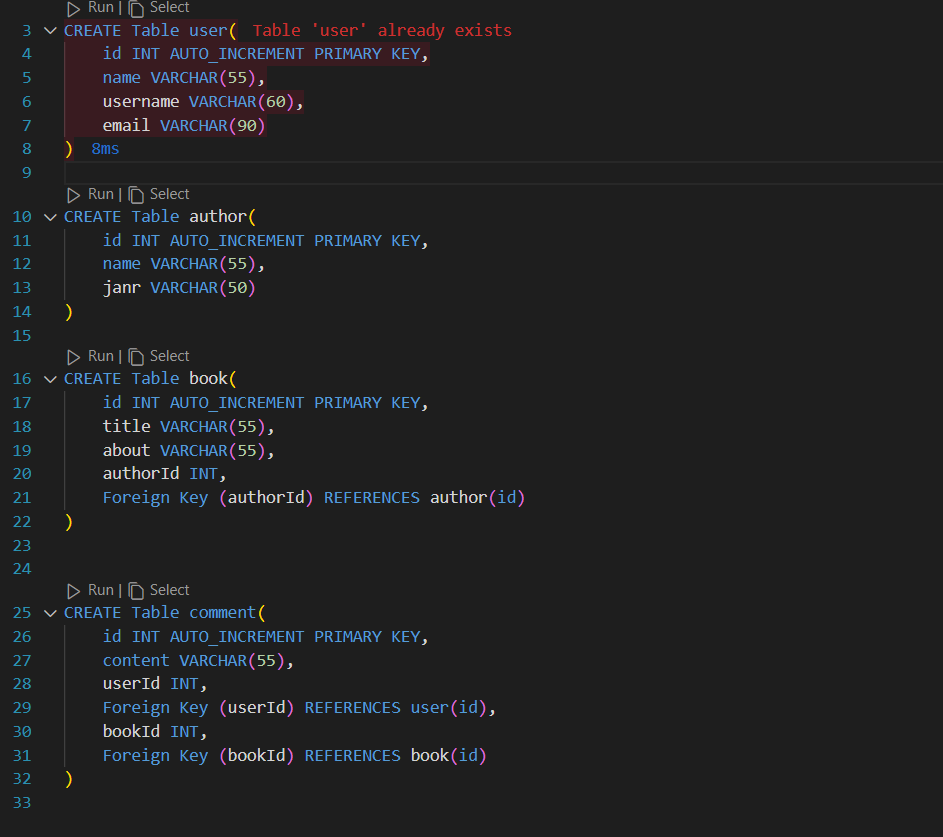 Run | Select
3 CREATE Table user( Table 'user' already exists
4 id INT AUTO_INCREMENT PRIMARY KEY,
5 name VARCHAR(55),
6 username VARCHAR(60),
7 email VARCHAR(90)
8 ) 8ms
9
Run | Select
10 CREATE Table author(
11 id INT AUTO_INCREMENT PRIMARY KEY,
12 name VARCHAR(55),
13 janr VARCHAR(50)
14 )
15
Run | Select
16 CREATE Table book(
17 id INT AUTO_INCREMENT PRIMARY KEY,
18 title VARCHAR(55),
19 about VARCHAR(55),
20 authorId INT,
21 Foreign Key (authorId) REFERENCES author(id)
22 )
23
24
Run | Select
25 CREATE Table comment(
26 id INT AUTO_INCREMENT PRIMARY KEY,
27 content VARCHAR(55),
28 userId INT,
29 Foreign Key (userId) REFERENCES user(id),
30 bookId INT,
31 Foreign Key (bookId) REFERENCES book(id)
32 )
33